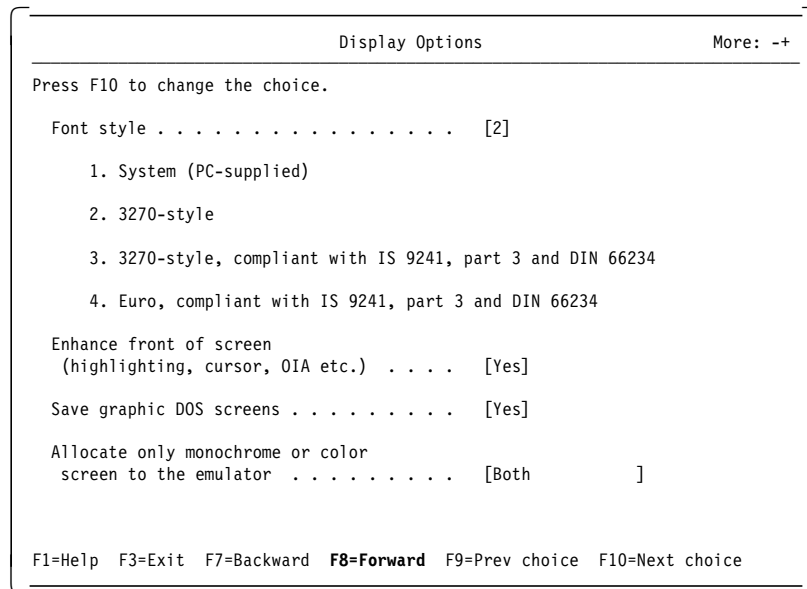 Display Options More: -+
Press F10 to change the choice.
Font style . . . . . . . . . . . . . . . . [2]
1. System (PC-supplied)
2. 3270-style
3. 3270-style, compliant with IS 9241, part 3 and DIN 66234
4. Euro, compliant with IS 9241, part 3 and DIN 66234
Enhance front of screen
(highlighting, cursor, OIA etc.) . . . . [Yes]
Save graphic DOS screens . . . . . . . . . [Yes]
Allocate only monochrome or color
screen to the emulator . . . . . . . . . [Both ]
F1=Help F3=Exit F7=Backward F8=Forward F9=Prev choice F10=Next choice